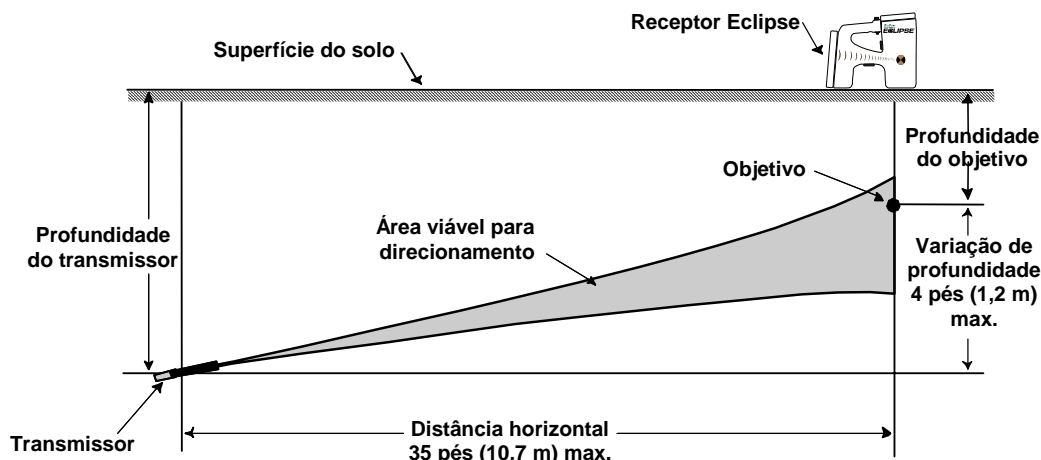 Receptor Eclipse
ECLIPSE
Superfície do solo
Profundidade
do objetivo
Objetivo
Área viável para
direcionamento
Profundidade
do transmissor
Variação de
profundidade
4 pés (1,2 m)
max.
Transmissor
Distância horizontal
35 pés (10,7 m) max.